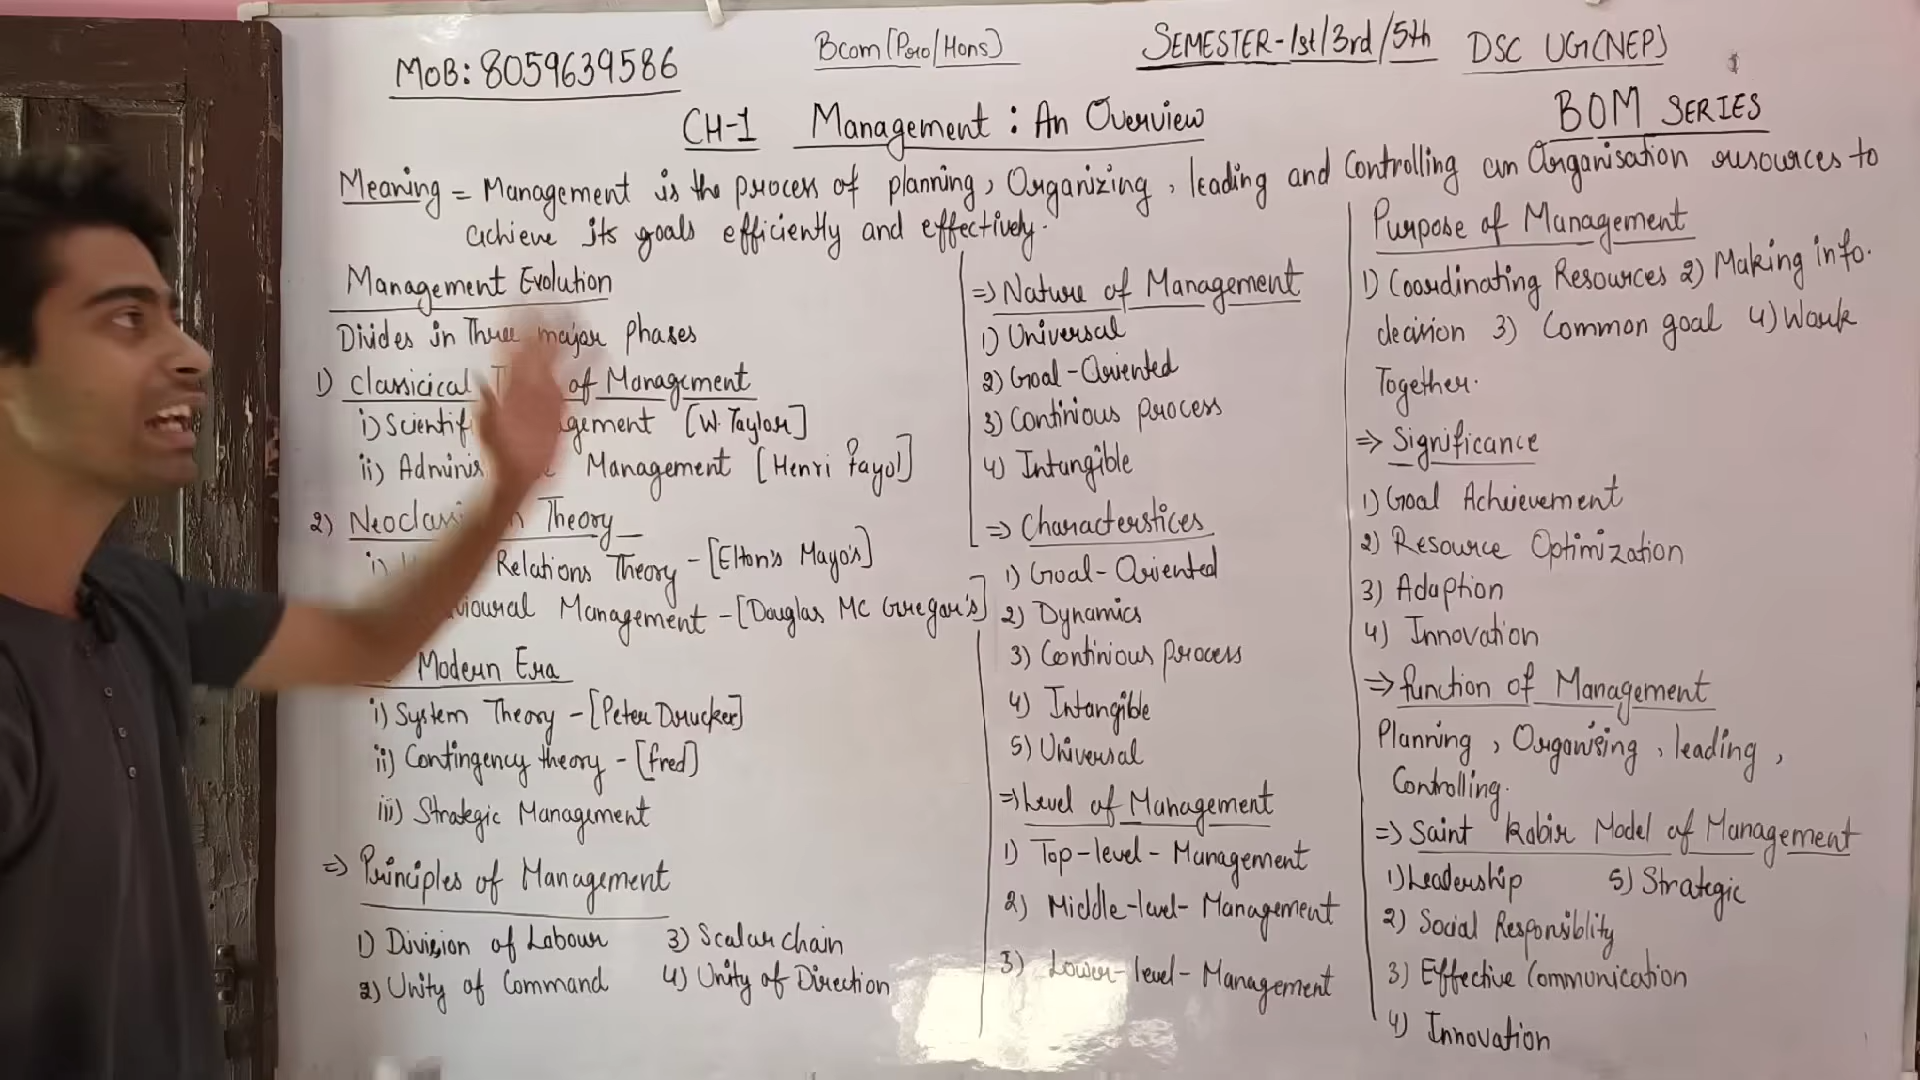 MOB: 8059639586
Bcom [Pro/Hons]
SEMESTER-1st/3rd/5th
DSC UG(NEP)
BOM SERIES
CH-1 Management : An Overview
Meaning = Management is the process of planning, Organizing, leading and Controlling an Organisation resources to
achieve its goals efficiently and effectively.
Management Evolution
Divides in Three major phases
1) Classicical of Management
i) Scientif gement [W. Taylor]
ii) Adminis Management [Henri Fayol]
2) Neoclassi Theory
i) Relations Theory - [Elton's Mayo's]
vioural Management - [Douglas MC Gregor's]
Modern Era
i) System Theory - [Peter Drucker]
ii) Contingency theory - [fred]
iii) Strategic Management
=> Principles of Management
1) Division of Labour
2) Unity of Command
3) Scalar chain
4) Unity of Direction
=> Nature of Management
1) Universal
2) Goal-Oriented
3) Continious process
4) Intangible
=> Characterstices
1) Goal-Oriented
2) Dynamics
3) Continious process
4) Intangible
5) Universal
=> Level of Management
1) Top-level-Management
2) Middle-level-Management
3) Lower-level-Management
Purpose of Management
1) Coordinating Resources 2) Making info.
decision 3) Common goal 4) Work
Together.
=> Significance
1) Goal Achievement
2) Resource Optimization
3) Adaption
4) Innovation
=> function of Management
Planning, Organising, leading,
Controlling.
=> Saint Kabir Model of Management
1) Leadership 5) Strategic
2) Social Responsiblity
3) Effective Communication
4) Innovation